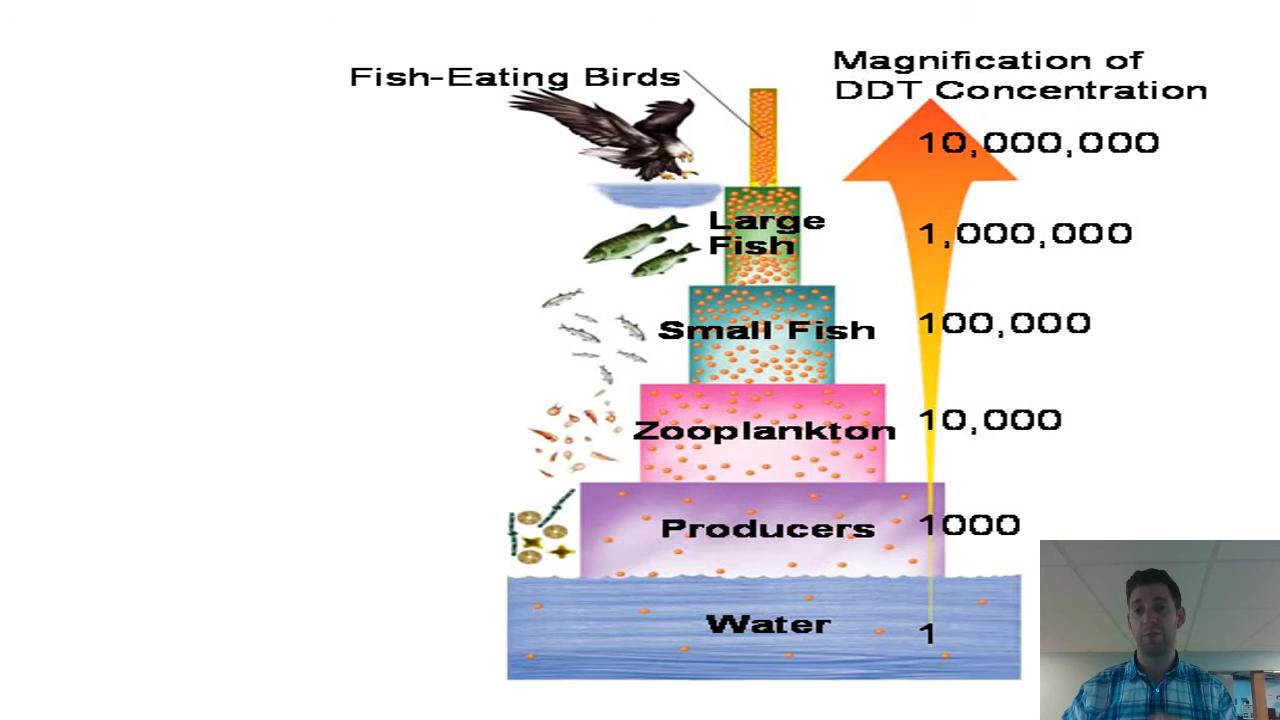 Fish-Eating Birds
Magnification of
DDT Concentration
10,000,000
Large
Fish
1,000,000
Small Fish
100,000
Zooplankton
10,000
Producers
1000
Water
1